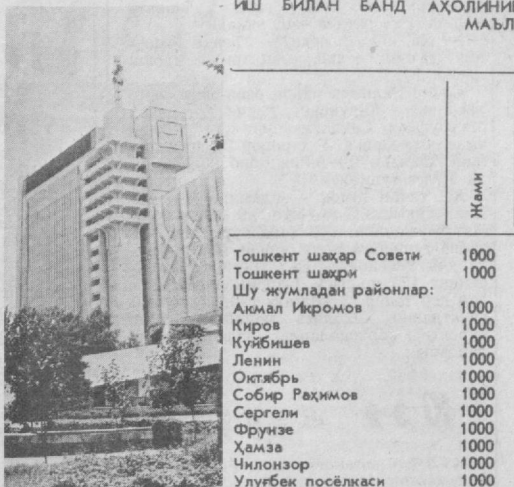 ИШ БИЛАН БАНД
Жами
Тошкент шаҳар Совети 1000
Тошкент шаҳри 1000
Шу жумладан районлар:
Акмал Икромов 1000
Киров 1000
Куйбишев 1000
Ленин 1000
Октябрь 1000
Собир Раҳимов 1000
Сергели 1000
Фрунзе 1000
Ҳамза 1000
Чилонзор 1000
Улуғбек посёлкаси 1000